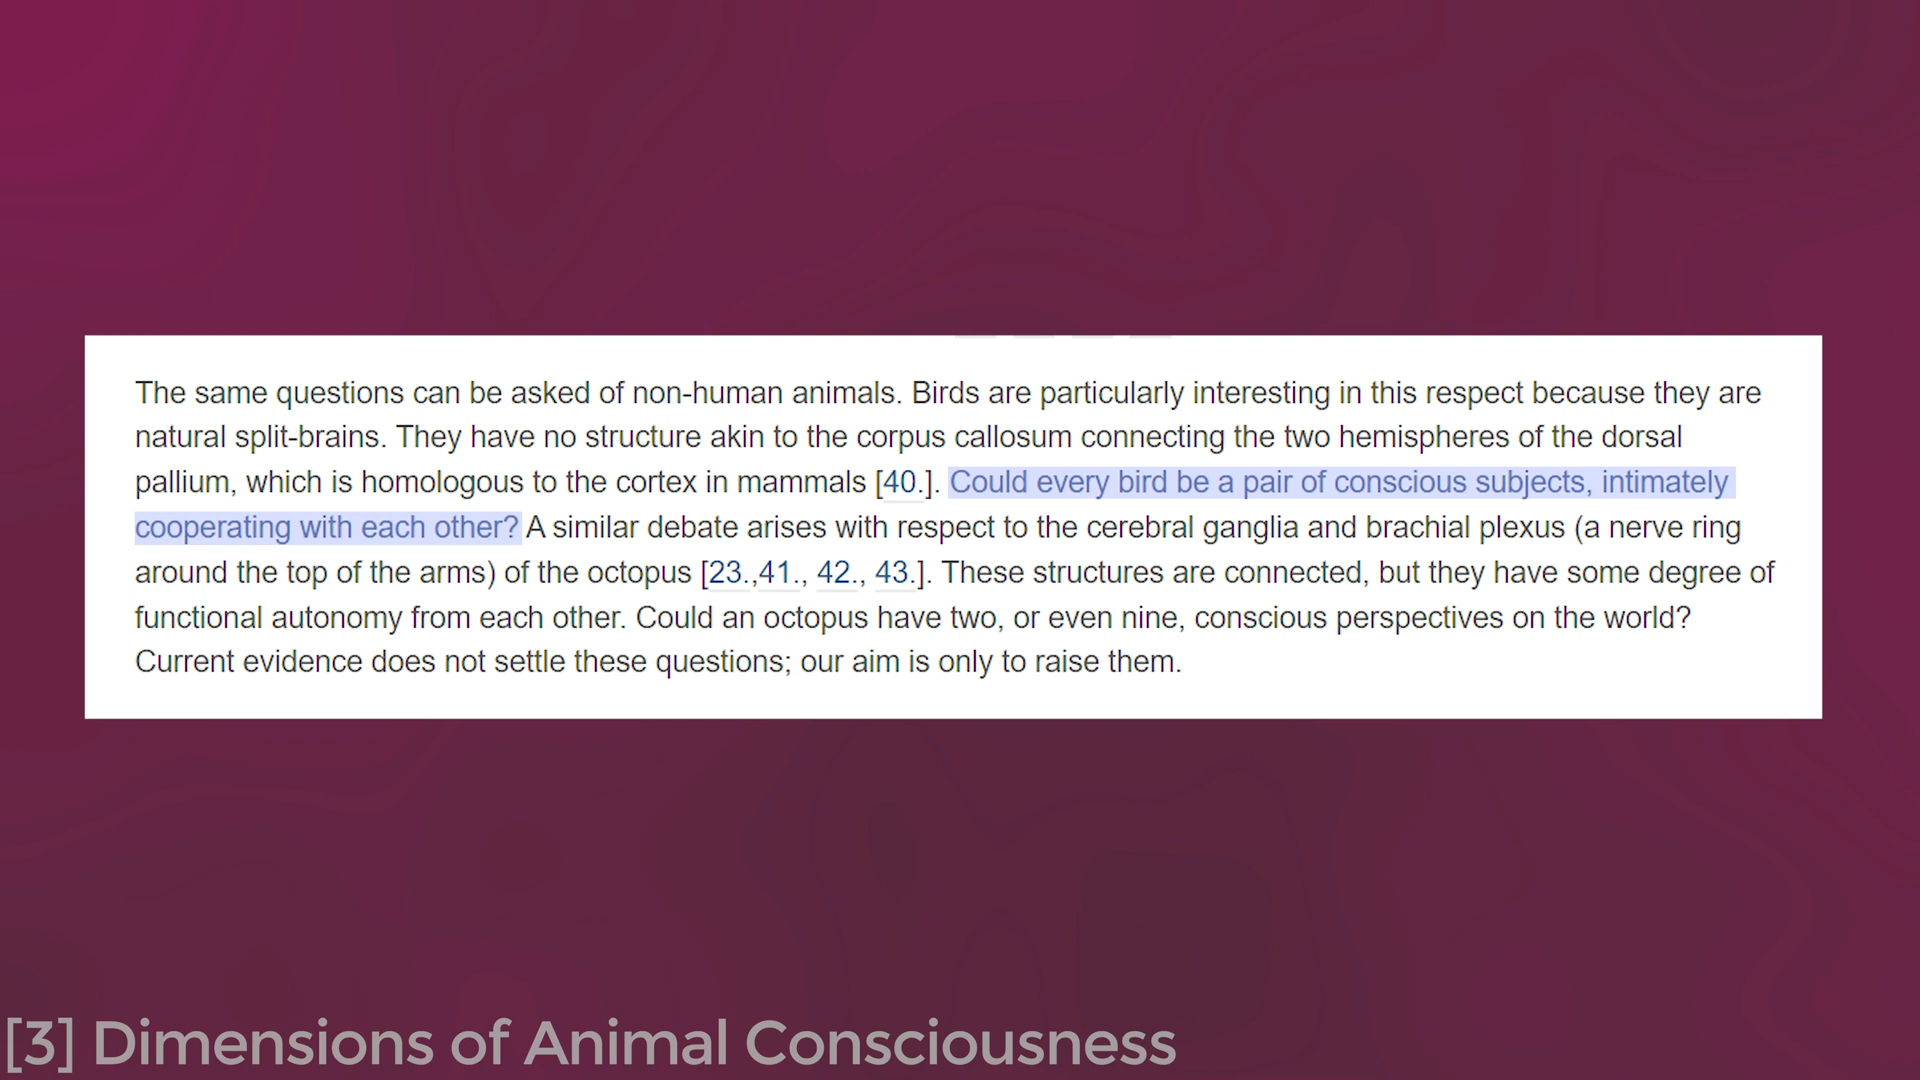 The same questions can be asked of non-human animals. Birds are particularly interesting in this respect because they are
natural split-brains. They have no structure akin to the corpus callosum connecting the two hemispheres of the dorsal
pallium, which is homologous to the cortex in mammals [40.]. Could every bird be a pair of conscious subjects, intimately
cooperating with each other? A similar debate arises with respect to the cerebral ganglia and brachial plexus (a nerve ring
around the top of the arms) of the octopus [23.,41., 42., 43.]. These structures are connected, but they have some degree of
functional autonomy from each other. Could an octopus have two, or even nine, conscious perspectives on the world?
Current evidence does not settle these questions; our aim is only to raise them.
[3] Dimensions of Animal Consciousness